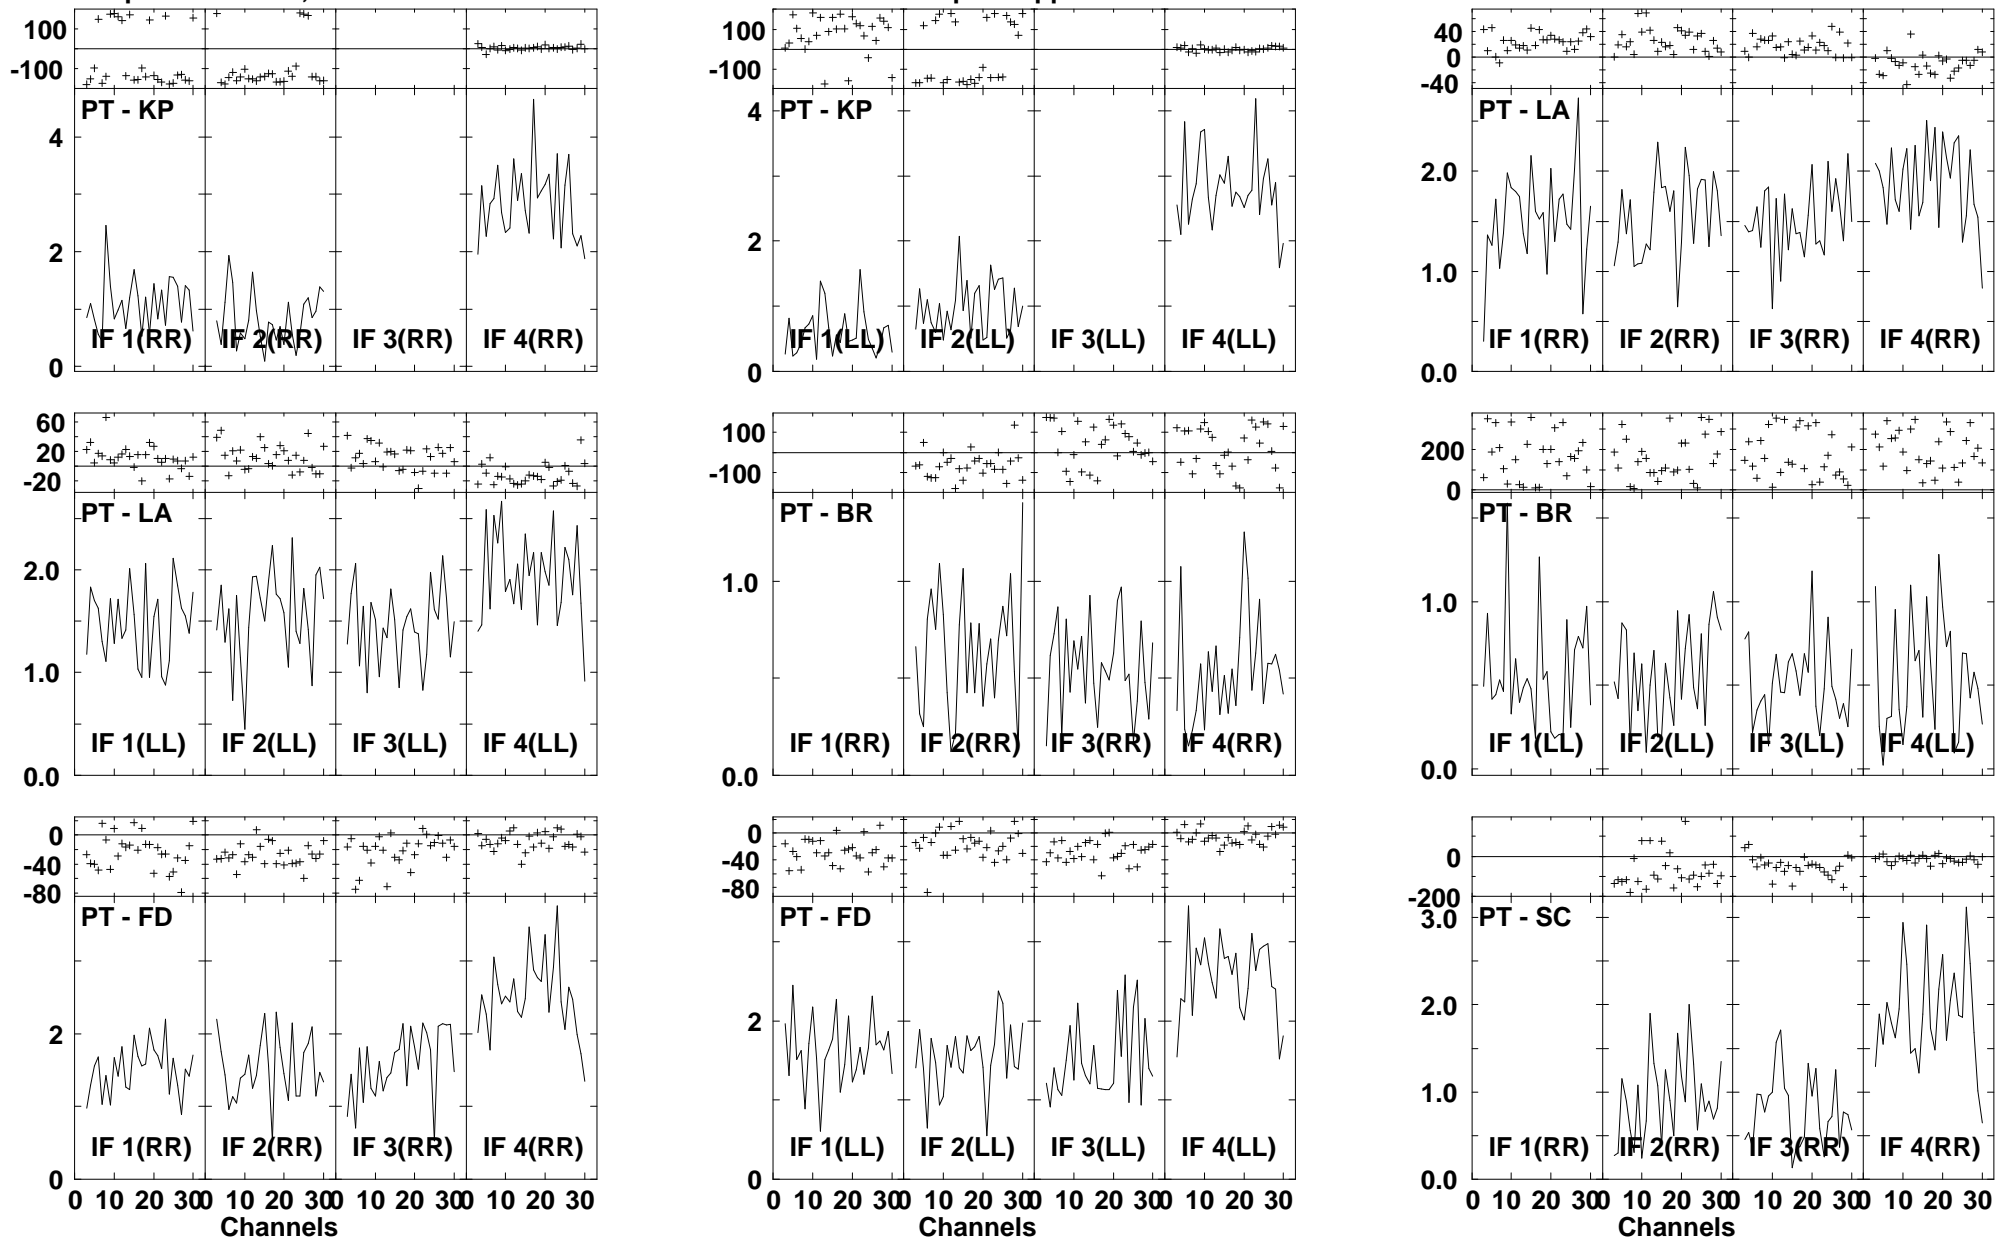 100 100 40
-100 -100 0
-40
PT - KP PT - KP PT - LA
4 4 2.0
2 2 1.0
IF 1(RR) IF 2(RR) IF 3(RR) IF 4(RR) IF 1(LL) IF 2(LL) IF 3(LL) IF 4(LL) IF 1(RR) IF 2(RR) IF 3(RR) IF 4(RR)
0 0 0.0
60 100 200
20 -100 0
-20
PT - LA PT - BR PT - BR
2.0 1.0 1.0
1.0
IF 1(LL) IF 2(LL) IF 3(LL) IF 4(LL) IF 1(RR) IF 2(RR) IF 3(RR) IF 4(RR) IF 1(LL) IF 2(LL) IF 3(LL) IF 4(LL)
0.0 0.0 0.0
0 0 0
-40 -40 -200
-80 -80
PT - FD PT - FD PT - SC
2 2 3.0
2.0
1.0
IF 1(RR) IF 2(RR) IF 3(RR) IF 4(RR) IF 1(LL) IF 2(LL) IF 3(LL) IF 4(LL) IF 1(RR) IF 2(RR) IF 3(RR) IF 4(RR)
0 0 0.0
0 10 20 30 0 10 20 30 0 10 20 30 0 10 20 30 0 10 20 30 0 10 20 30 0 10 20 30 0 10 20 30 0 10 20 30 0 10 20 30 0 10 20 30 0 10 20 30
Channels Channels Channels